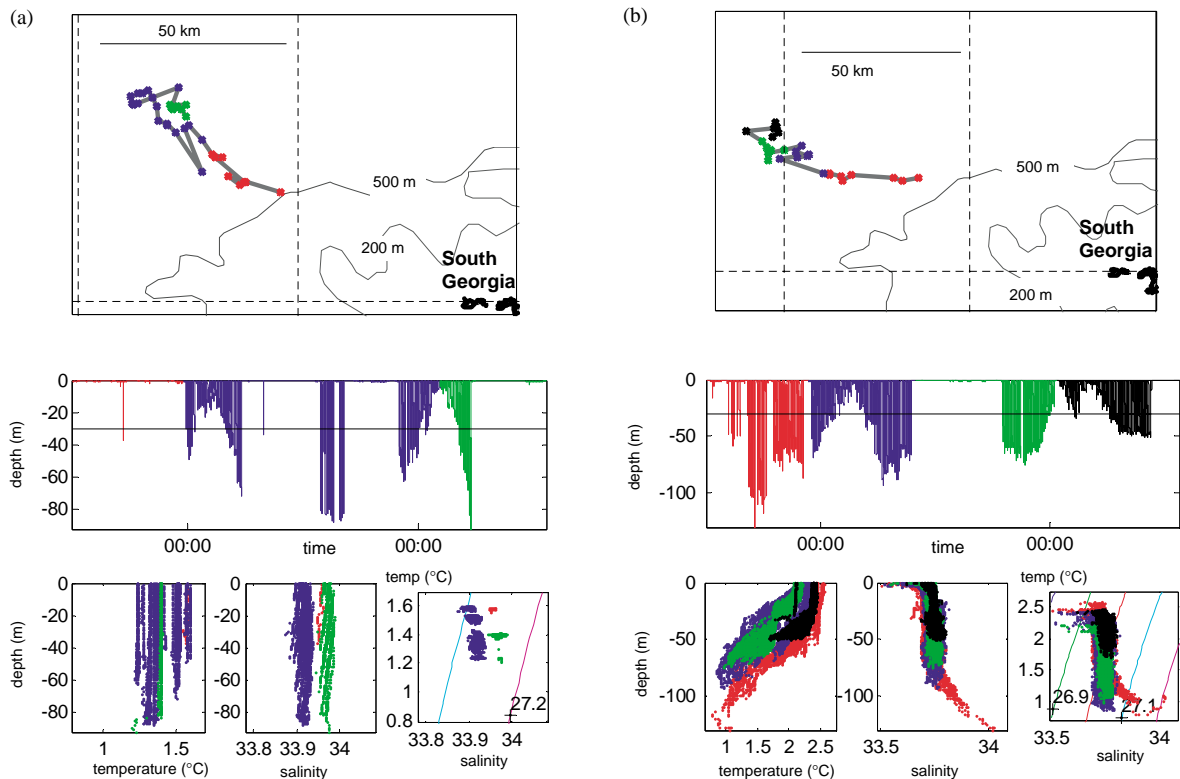 (a)
50 km
500 m
200 m
South
Georgia
(b)
50 km
500 m
South
Georgia
200 m
0
-20
-40
-60
-80
depth (m)
00:00
time
00:00
0
-50
-100
depth (m)
00:00
time
00:00
0
-20
-40
-60
-80
depth (m)
1
1.5
temperature (°C)
0
-20
-40
-60
-80
33.8
33.9
34
salinity
temp (°C)
1.6
1.4
1.2
1
0.8
27.2
33.8
33.9
34
salinity
0
-50
-100
depth (m)
1
1.5
2
2.5
temperature (°C)
0
-50
-100
33.5
34
salinity
temp (°C)
2.5
2
1.5
1
26.9
27.1
33.5
34
salinity